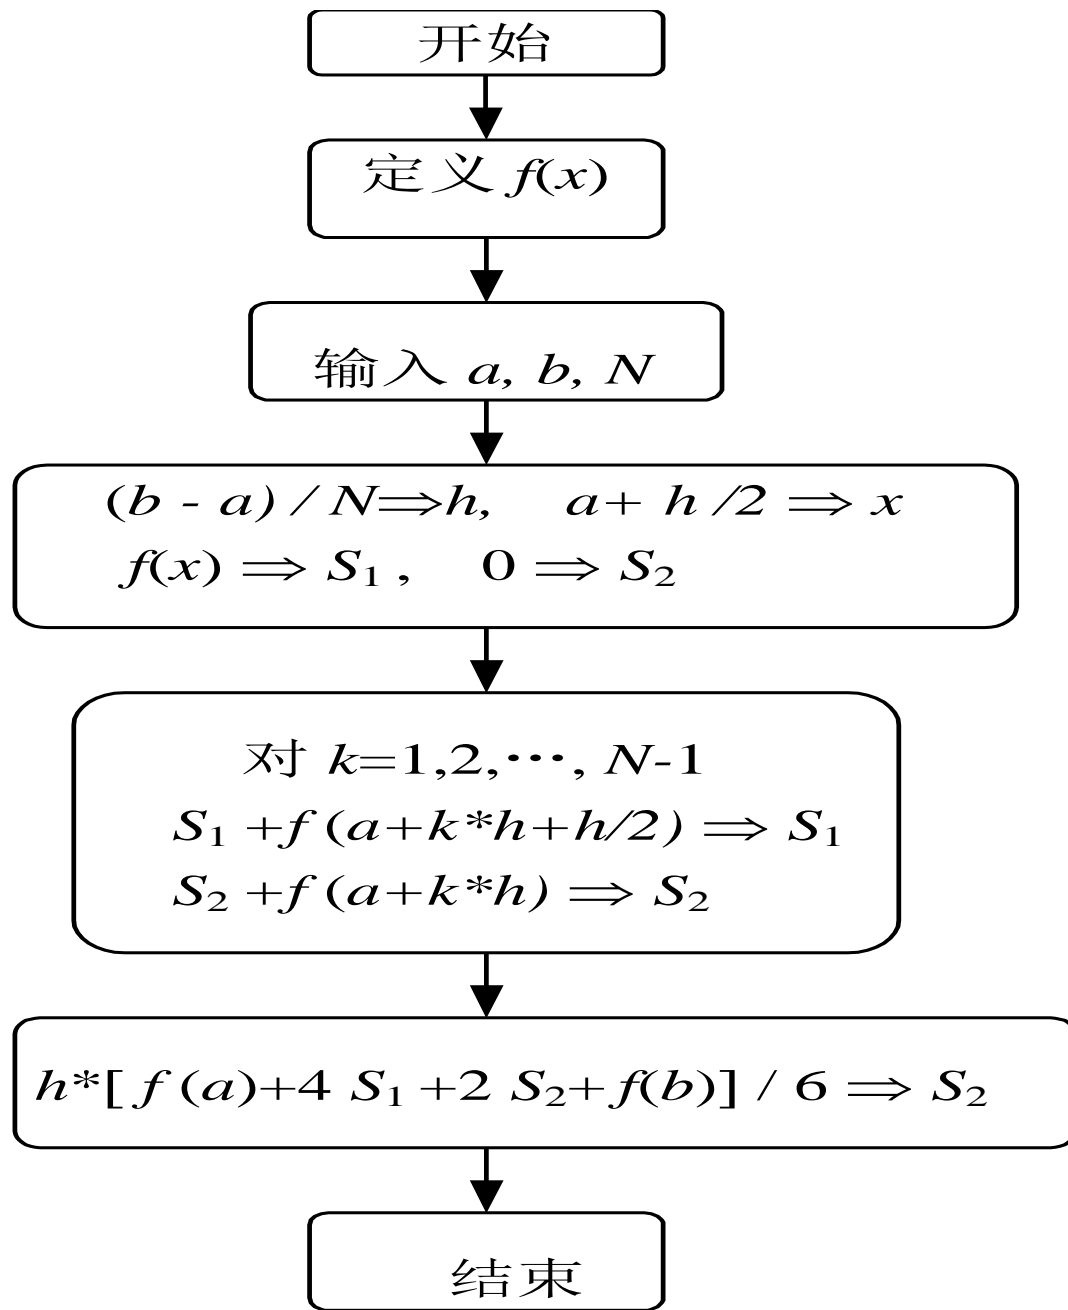 开始
定义 f(x)
输入 a, b, N
(b - a) / N⇒h, a+ h /2 ⇒ x
f(x) ⇒ S₁ , 0 ⇒ S₂
对 k=1,2,⋯, N-1
S₁ +f (a+k*h+h/2) ⇒ S₁
S₂ +f (a+k*h) ⇒ S₂
h*[ f (a)+4 S₁ +2 S₂+f(b)] / 6 ⇒ S₂
结束